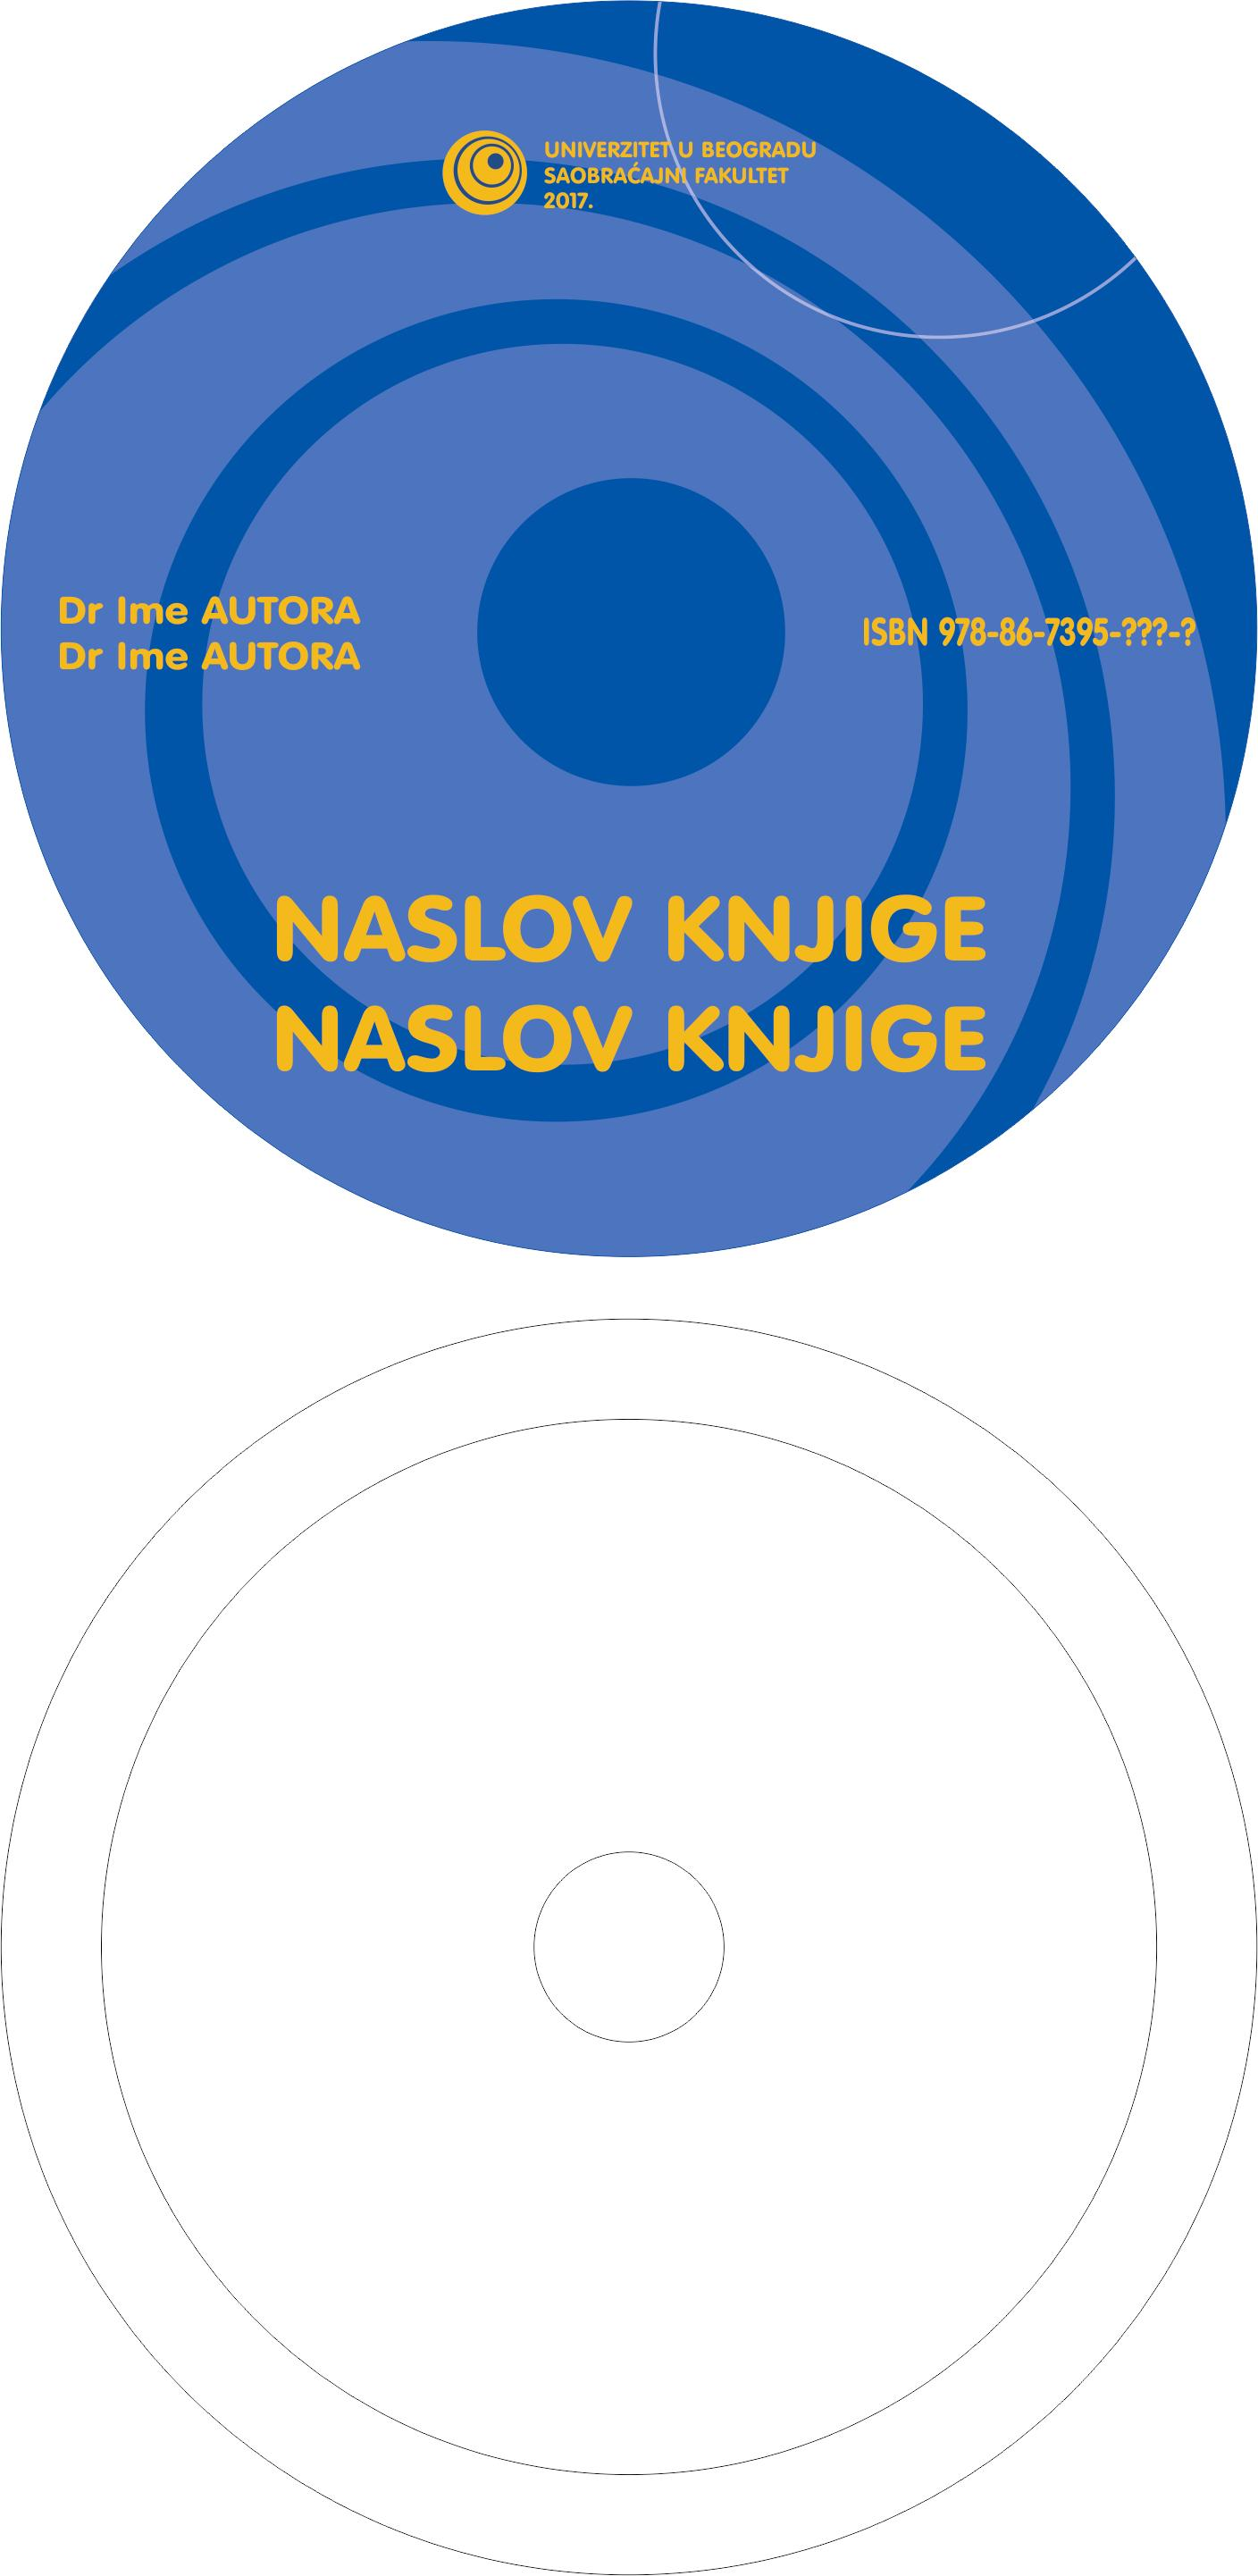 UNIVERZITET U BEOGRADU
SAOBRAĆAJNI FAKULTET
2017.
Dr Ime AUTORA
Dr Ime AUTORA
ISBN 978-86-7395-???-?
NASLOV KNJIGE
NASLOV KNJIGE